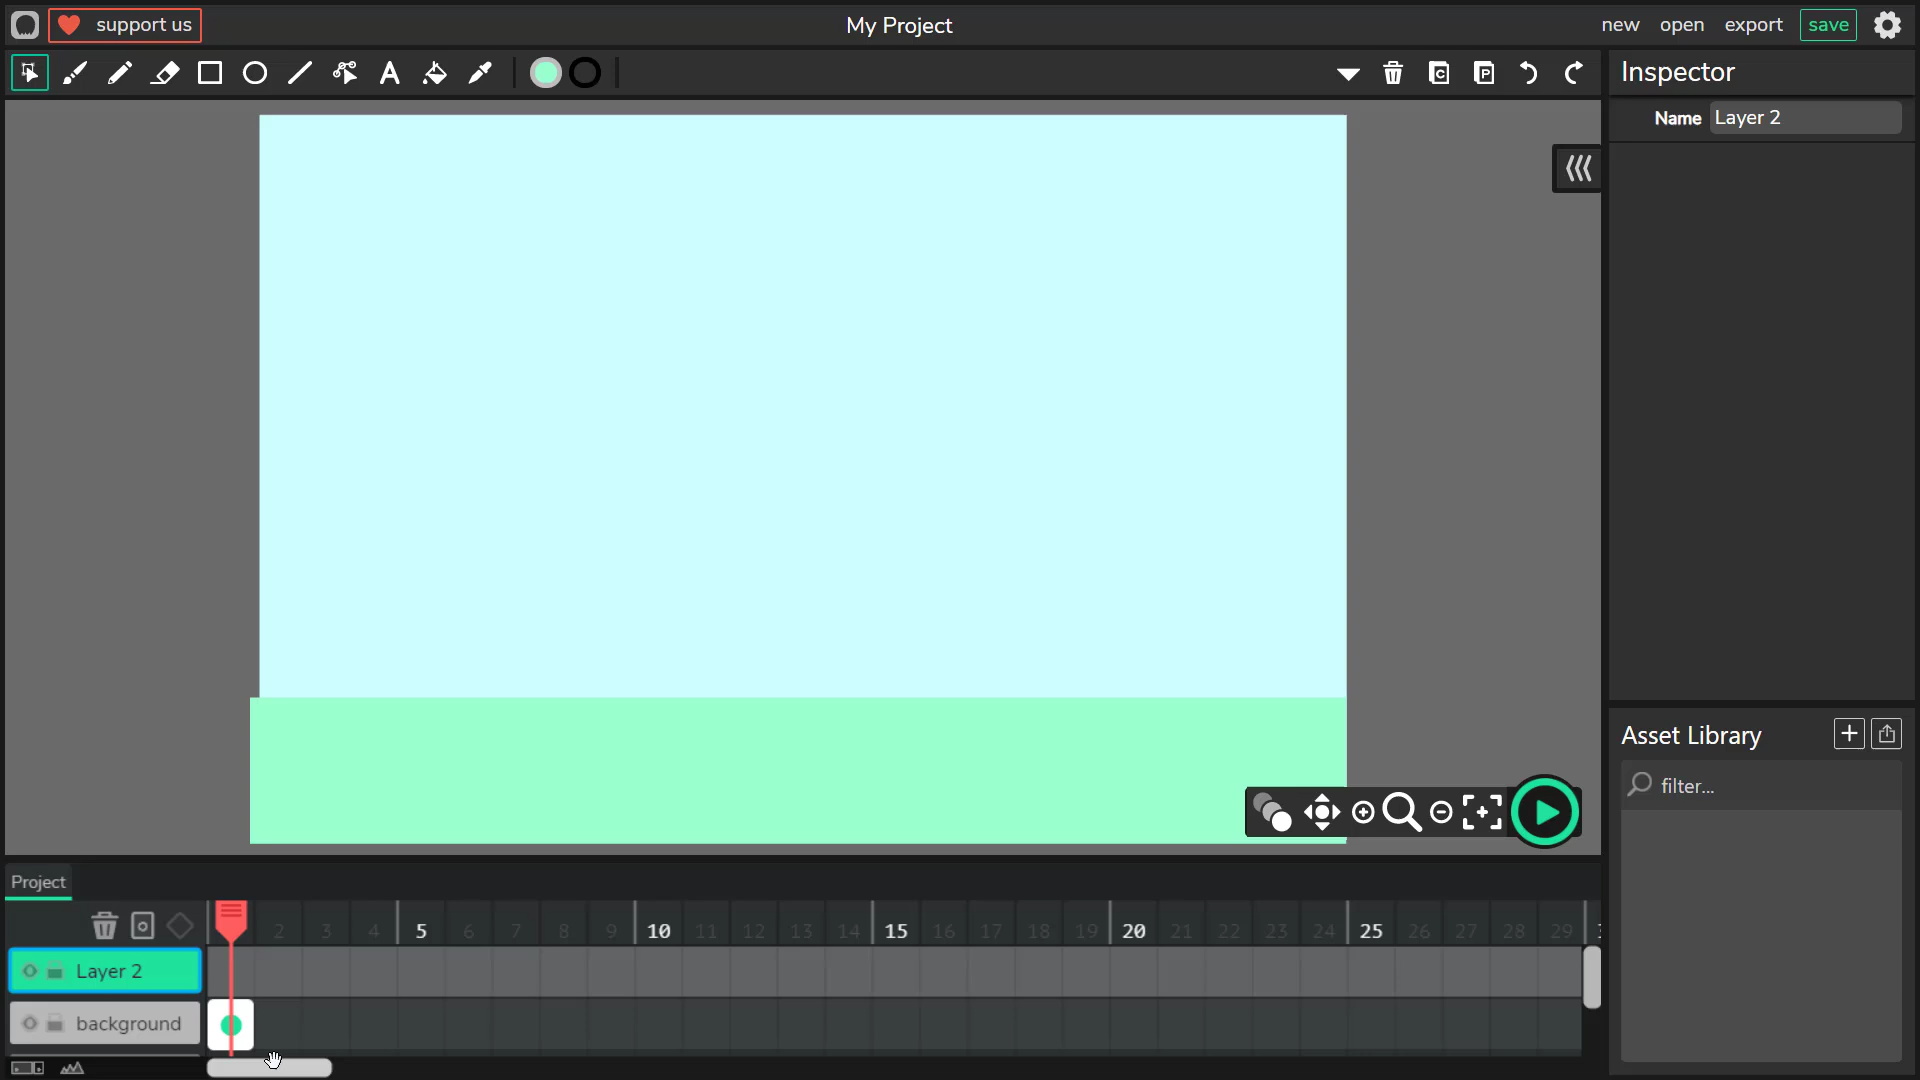 support us
My Project
new open export save
Inspector
Name Layer 2
Asset Library
filter...
Project
2 3 4 5 6 7 8 9 10 11 12 13 14 15 16 17 18 19 20 21 22 23 24 25 26 27 28 29
Layer 2
background